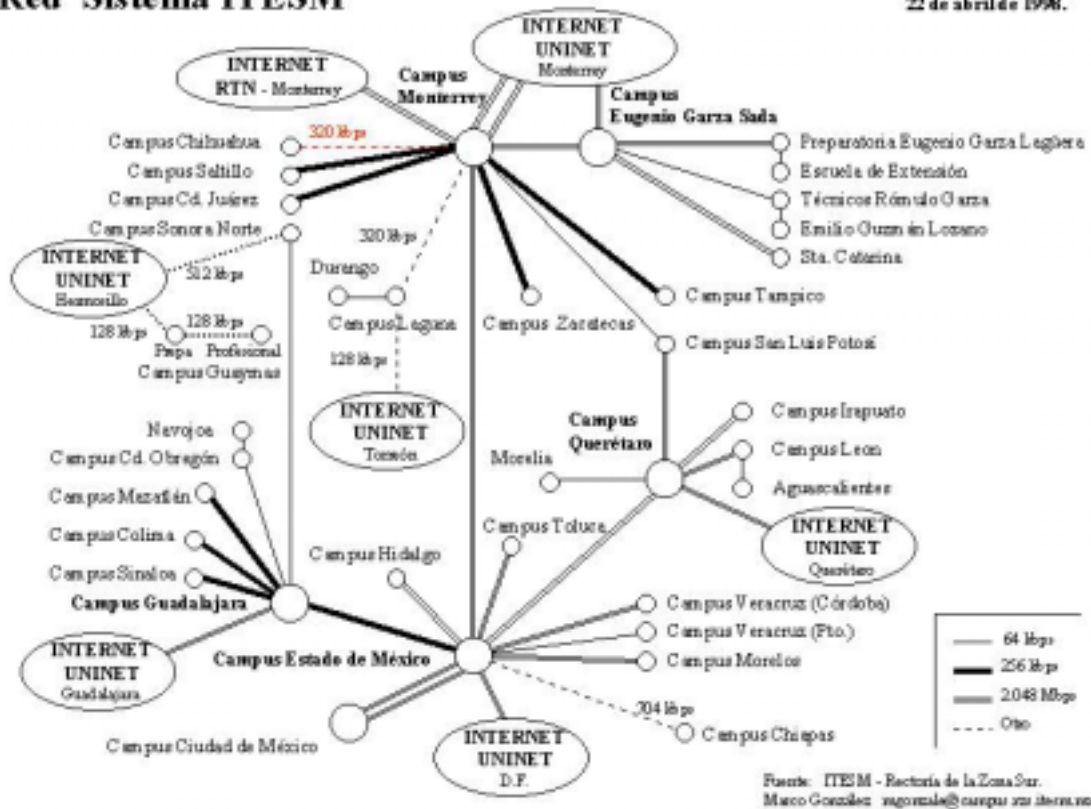 Red Sistema ITESM
22 de abril de 1998.
INTERNET
UNINET
Monterrey
INTERNET
RTN - Monterrey
Campus
Monterrey
Campus
Eugenio Garza Sada
Campus Chihuahua
320 kbps
Preparatoria Eugenio Garza Lagüera
Campus Saltillo
Escuela de Extensión
Campus Cd. Juárez
Técnicos Rómulo Garza
Campus Sonora Norte
Emilio Guzmán Lozano
320 kbps
Sta. Catarina
INTERNET
UNINET
Hermosillo
512 kbps
Durango
Campus Laguna
Campus Zacatecas
Campus Tampico
128 kbps
128 kbps
Prepa Profesional
Campus Guaymas
Campus San Luis Potosí
128 kbps
INTERNET
UNINET
Torreón
Campus
Querétaro
Campus Irapuato
Navojoa
Campus Cd. Obregón
Morelia
Campus Leon
Aguascalientes
Campus Mazatlán
Campus Colima
Campus Toluca
INTERNET
UNINET
Querétaro
Campus Hidalgo
Campus Sinaloa
Campus Guadalajara
Campus Veracruz (Córdoba)
Campus Veracruz (Pto.)
Campus Estado de México
Campus Morelos
INTERNET
UNINET
Guadalajara
64 kbps
256 kbps
2.048 Mbps
Otro
704 kbps
Campus Chiapas
Campus Ciudad de México
INTERNET
UNINET
D.F.
Fuente: ITESM - Rectoría de la Zona Sur.
Marco González